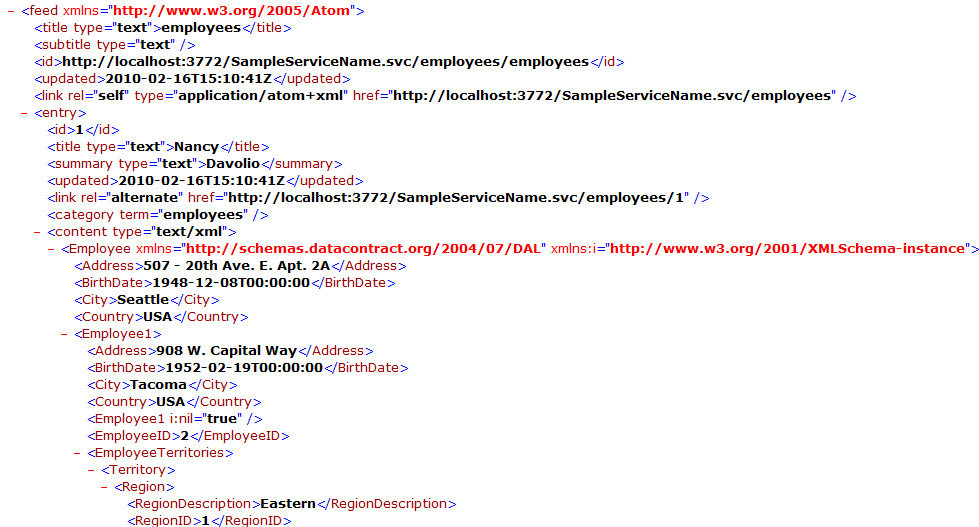 - <feed xmlns="http://www.w3.org/2005/Atom">
<title type="text">employees</title>
<subtitle type="text" />
<id>http://localhost:3772/SampleServiceName.svc/employees/employees</id>
<updated>2010-02-16T15:10:41Z</updated>
<link rel="self" type="application/atom+xml" href="http://localhost:3772/SampleServiceName.svc/employees" />
- <entry>
<id>1</id>
<title type="text">Nancy</title>
<summary type="text">Davolio</summary>
<updated>2010-02-16T15:10:41Z</updated>
<link rel="alternate" href="http://localhost:3772/SampleServiceName.svc/employees/1" />
<category term="employees" />
- <content type="text/xml">
- <Employee xmlns="http://schemas.datacontract.org/2004/07/DAL" xmlns:i="http://www.w3.org/2001/XMLSchema-instance">
<Address>507 - 20th Ave. E. Apt. 2A</Address>
<BirthDate>1948-12-08T00:00:00</BirthDate>
<City>Seattle</City>
<Country>USA</Country>
- <Employee1>
<Address>908 W. Capital Way</Address>
<BirthDate>1952-02-19T00:00:00</BirthDate>
<City>Tacoma</City>
<Country>USA</Country>
<Employee1 i:nil="true" />
<EmployeeID>2</EmployeeID>
- <EmployeeTerritories>
- <Territory>
- <Region>
<RegionDescription>Eastern</RegionDescription>
<RegionID>1</RegionID>